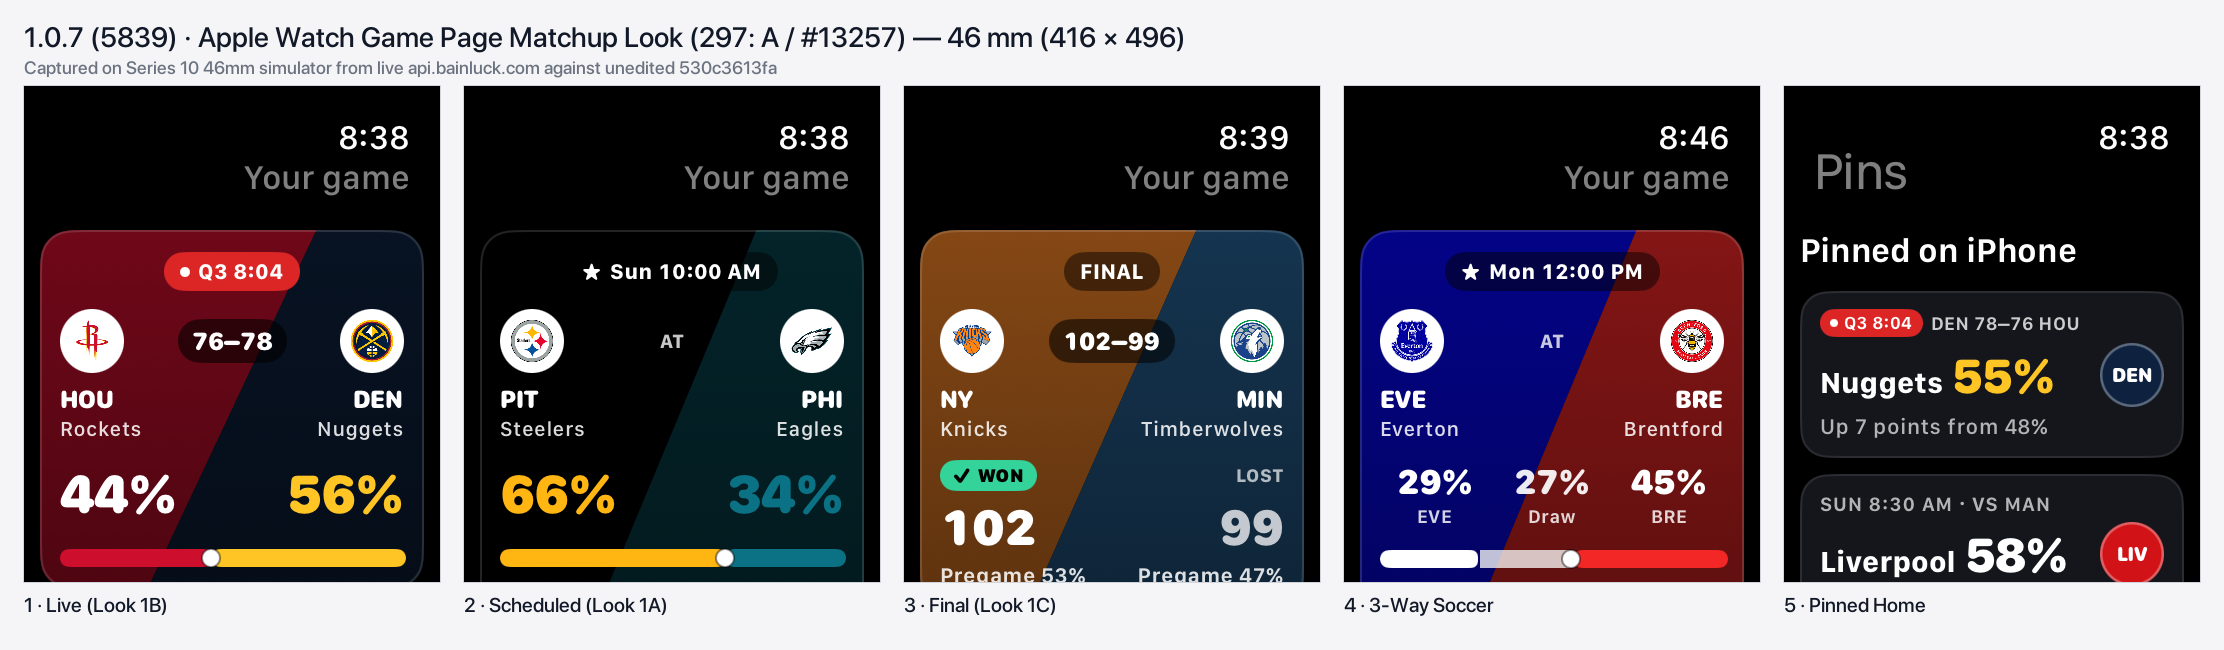 1.0.7 (5839) · Apple Watch Game Page Matchup Look (297: A / #13257) — 46 mm (416 × 496)
Captured on Series 10 46mm simulator from live api.bainluck.com against unedited 530c3613fa
8:38
Your game
Q3 8:04
76–78
HOU DEN
Rockets Nuggets
44% 56%
1 · Live (Look 1B)
8:38
Your game
★ Sun 10:00 AM
Steelers
AT
PIT PHI
Steelers Eagles
66% 34%
2 · Scheduled (Look 1A)
8:39
Your game
FINAL
102–99
NY MIN
Knicks Timberwolves
✓ WON LOST
102 99
Pregame 53% Pregame 47%
3 · Final (Look 1C)
8:46
Your game
★ Mon 12:00 PM
Everton
AT
EVE BRE
Everton Brentford
29% 27% 45%
EVE Draw BRE
4 · 3-Way Soccer
8:38
Pins
Pinned on iPhone
Q3 8:04 DEN 78–76 HOU
Nuggets 55% DEN
Up 7 points from 48%
SUN 8:30 AM · VS MAN
Liverpool 58% LIV
5 · Pinned Home